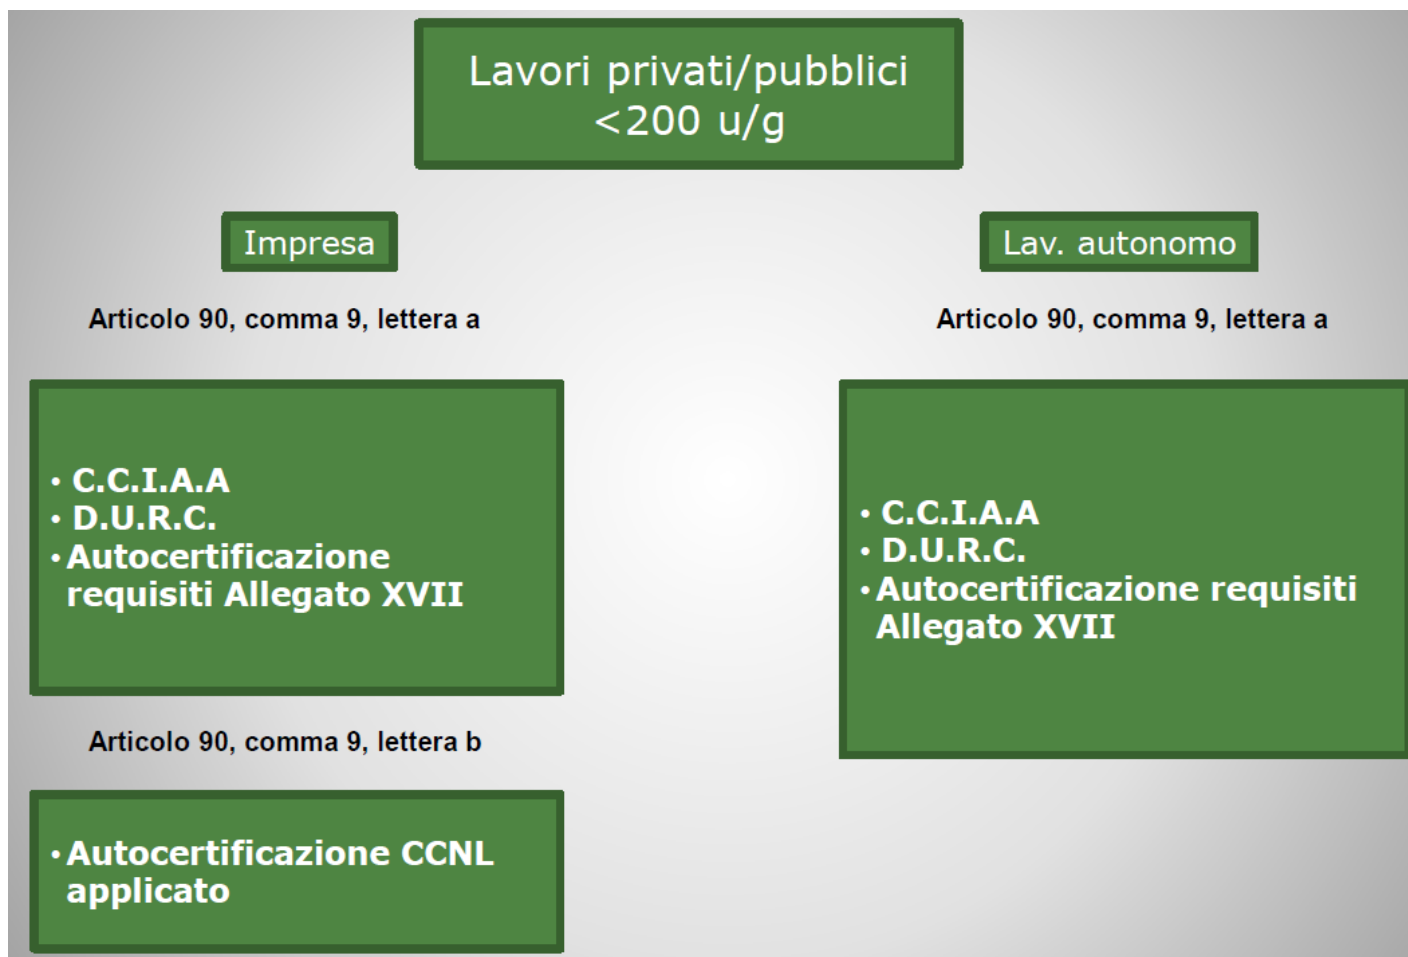 Lavori privati/pubblici
<200 u/g
Impresa
Articolo 90, comma 9, lettera a
• C.C.I.A.A
• D.U.R.C.
• Autocertificazione
requisiti Allegato XVII
Articolo 90, comma 9, lettera b
• Autocertificazione CCNL
applicato
Lav. autonomo
Articolo 90, comma 9, lettera a
• C.C.I.A.A
• D.U.R.C.
• Autocertificazione requisiti
Allegato XVII